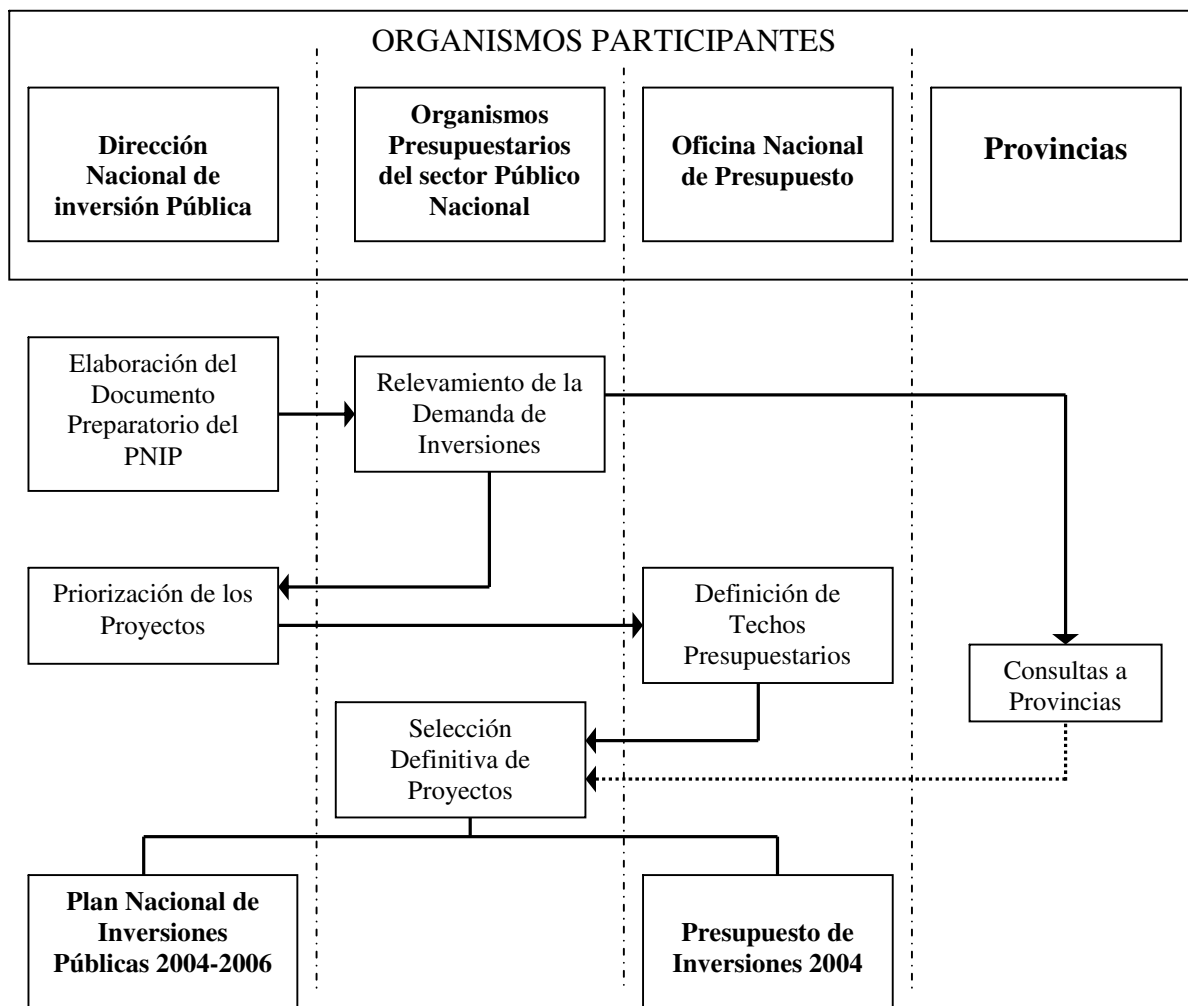 ORGANISMOS PARTICIPANTES
Dirección
Nacional de
inversión Pública
Organismos
Presupuestarios
del sector Público
Nacional
Oficina Nacional
de Presupuesto
Provincias
Elaboración del
Documento
Preparatorio del
PNIP
Relevamiento de la
Demanda de
Inversiones
Priorización de los
Proyectos
Definición de
Techos
Presupuestarios
Consultas a
Provincias
Selección
Definitiva de
Proyectos
Plan Nacional de
Inversiones
Públicas 2004-2006
Presupuesto de
Inversiones 2004